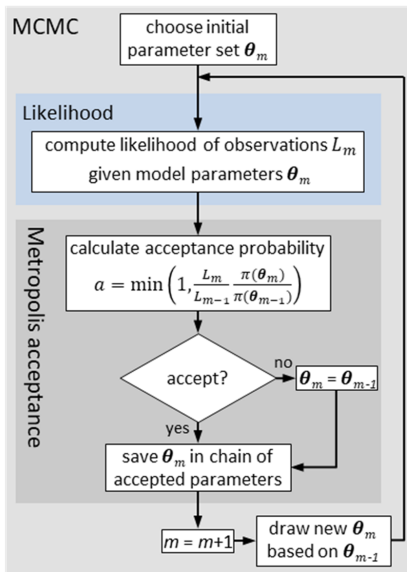 MCMC
choose initial
parameter set θₘ
Likelihood
compute likelihood of observations Lₘ
given model parameters θₘ
Metropolis acceptance
calculate acceptance probability
a = min(1, Lₘ/Lₘ₋₁ π(θₘ)/π(θₘ₋₁))
accept?
no
θₘ = θₘ₋₁
yes
save θₘ in chain of
accepted parameters
m = m+1
draw new θₘ
based on θₘ₋₁